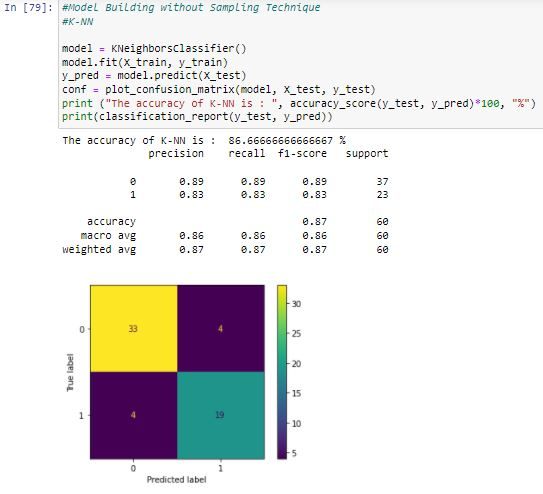 In [79]: #Model Building without Sampling Technique
#K-NN
model = KNeighborsClassifier()
model.fit(X_train, y_train)
y_pred = model.predict(X_test)
conf = plot_confusion_matrix(model, X_test, y_test)
print ("The accuracy of K-NN is : ", accuracy_score(y_test, y_pred)*100, "%")
print(classification_report(y_test, y_pred))
The accuracy of K-NN is :  86.66666666666667 %
precision recall f1-score support
0 0.89 0.89 0.89 37
1 0.83 0.83 0.83 23
accuracy 0.87 60
macro avg 0.86 0.86 0.86 60
weighted avg 0.87 0.87 0.87 60
30
0 33 4
25
20
True label
15
1 4 19
10
5
0 1
Predicted label